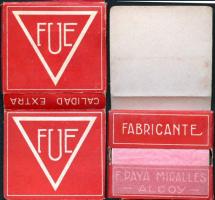 FUE
CALIDAD EXTRA
FUE
FABRICANTE
F. PAYA MIRALLES
ALCOY